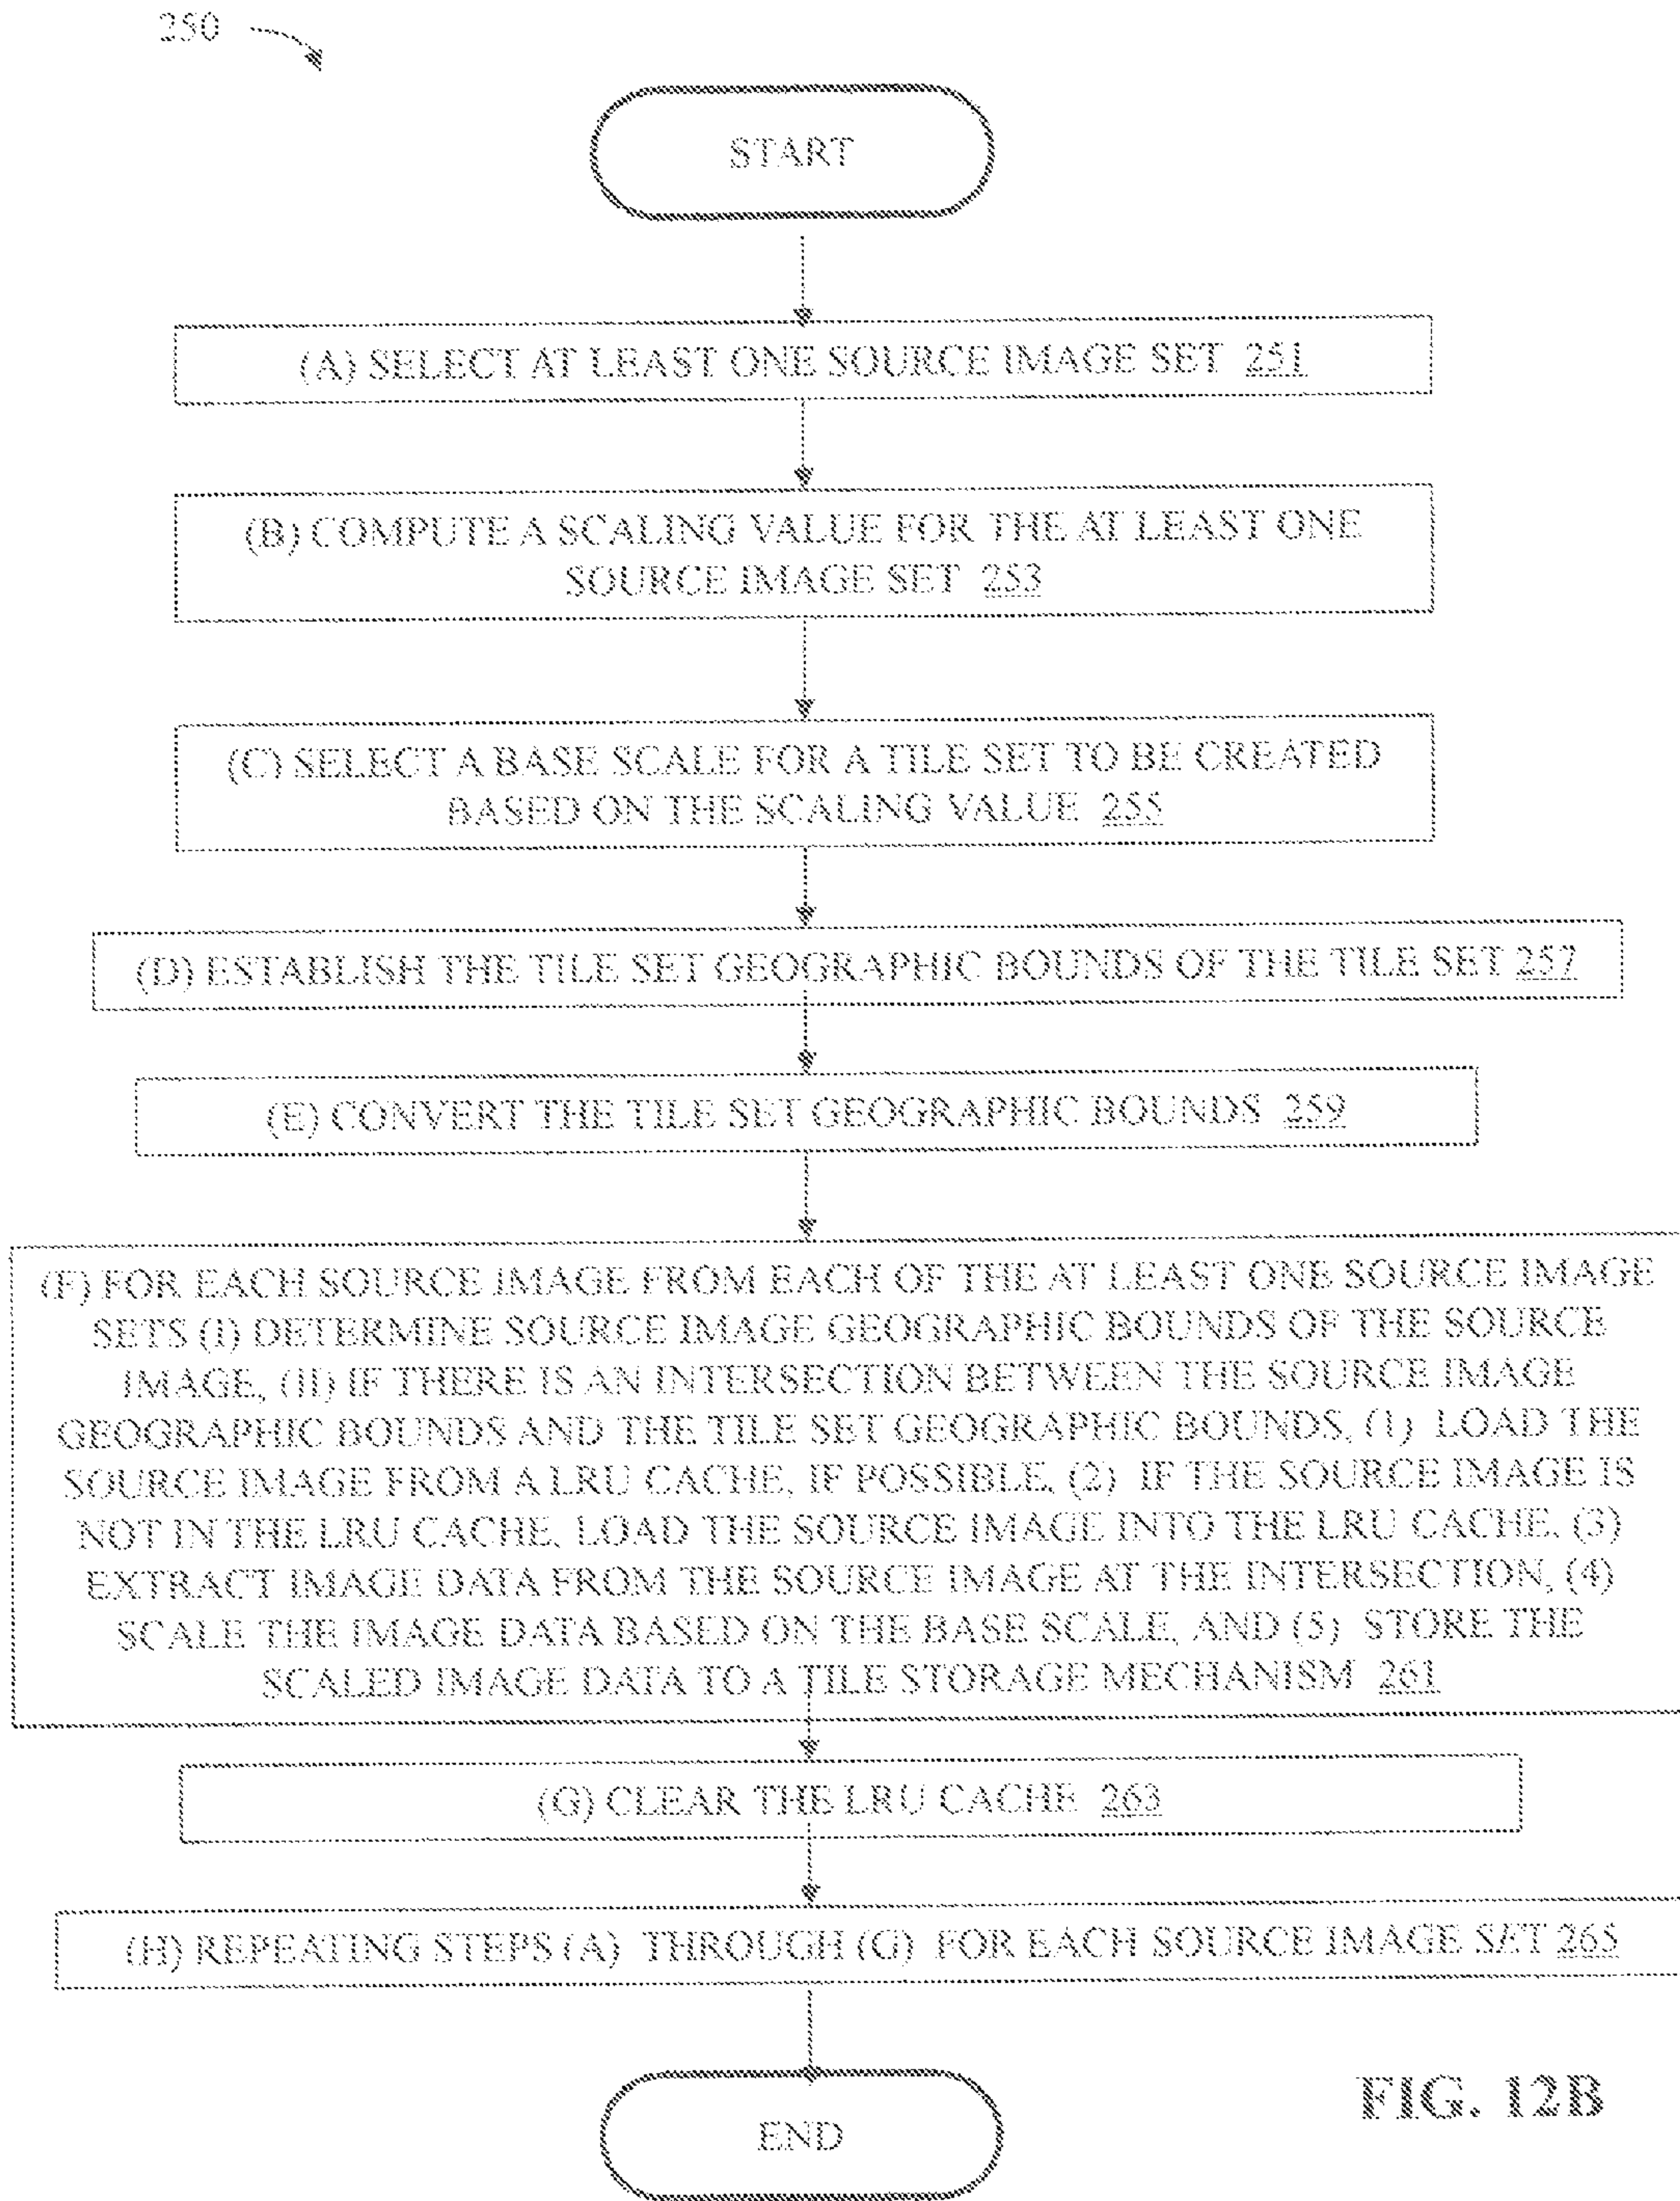 250
START
(A) SELECT AT LEAST ONE SOURCE IMAGE SET 251
(B) COMPUTE A SCALING VALUE FOR THE AT LEAST ONE
SOURCE IMAGE SET 253
(C) SELECT A BASE SCALE FOR A TILE SET TO BE CREATED
BASED ON THE SCALING VALUE 255
(D) ESTABLISH THE TILE SET GEOGRAPHIC BOUNDS OF THE TILE SET 257
(E) CONVERT THE TILE SET GEOGRAPHIC BOUNDS 259
(F) FOR EACH SOURCE IMAGE FROM EACH OF THE AT LEAST ONE SOURCE IMAGE
SETS (I) DETERMINE SOURCE IMAGE GEOGRAPHIC BOUNDS OF THE SOURCE
IMAGE, (II) IF THERE IS AN INTERSECTION BETWEEN THE SOURCE IMAGE
GEOGRAPHIC BOUNDS AND THE TILE SET GEOGRAPHIC BOUNDS, (1) LOAD THE
SOURCE IMAGE FROM A LRU CACHE, IF POSSIBLE, (2) IF THE SOURCE IMAGE IS
NOT IN THE LRU CACHE, LOAD THE SOURCE IMAGE INTO THE LRU CACHE, (3)
EXTRACT IMAGE DATA FROM THE SOURCE IMAGE AT THE INTERSECTION, (4)
SCALE THE IMAGE DATA BASED ON THE BASE SCALE, AND (5) STORE THE
SCALED IMAGE DATA TO A TILE STORAGE MECHANISM 261
(G) CLEAR THE LRU CACHE 263
(H) REPEATING STEPS (A) THROUGH (G) FOR EACH SOURCE IMAGE SET 265
END
FIG. 12B